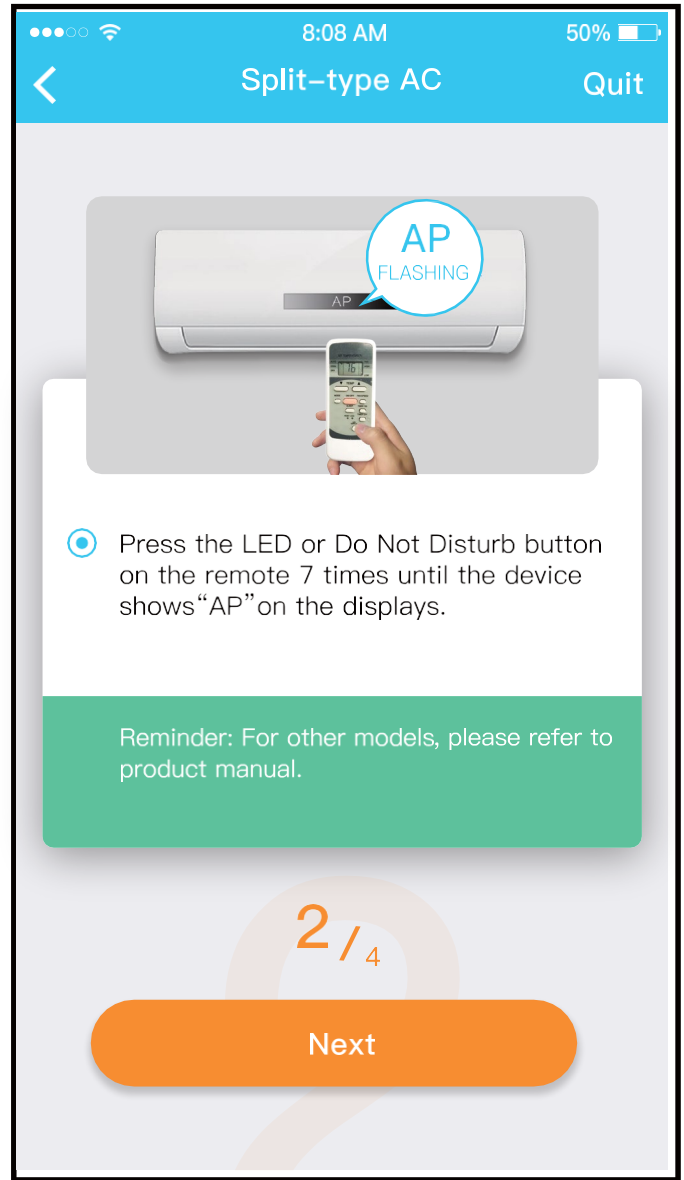 8:08 AM
50%
Split-type AC
Quit
AP
FLASHING
AP
76
Press the LED or Do Not Disturb button
on the remote 7 times until the device
shows“AP”on the displays.
Reminder: For other models, please refer to
product manual.
2/4
Next